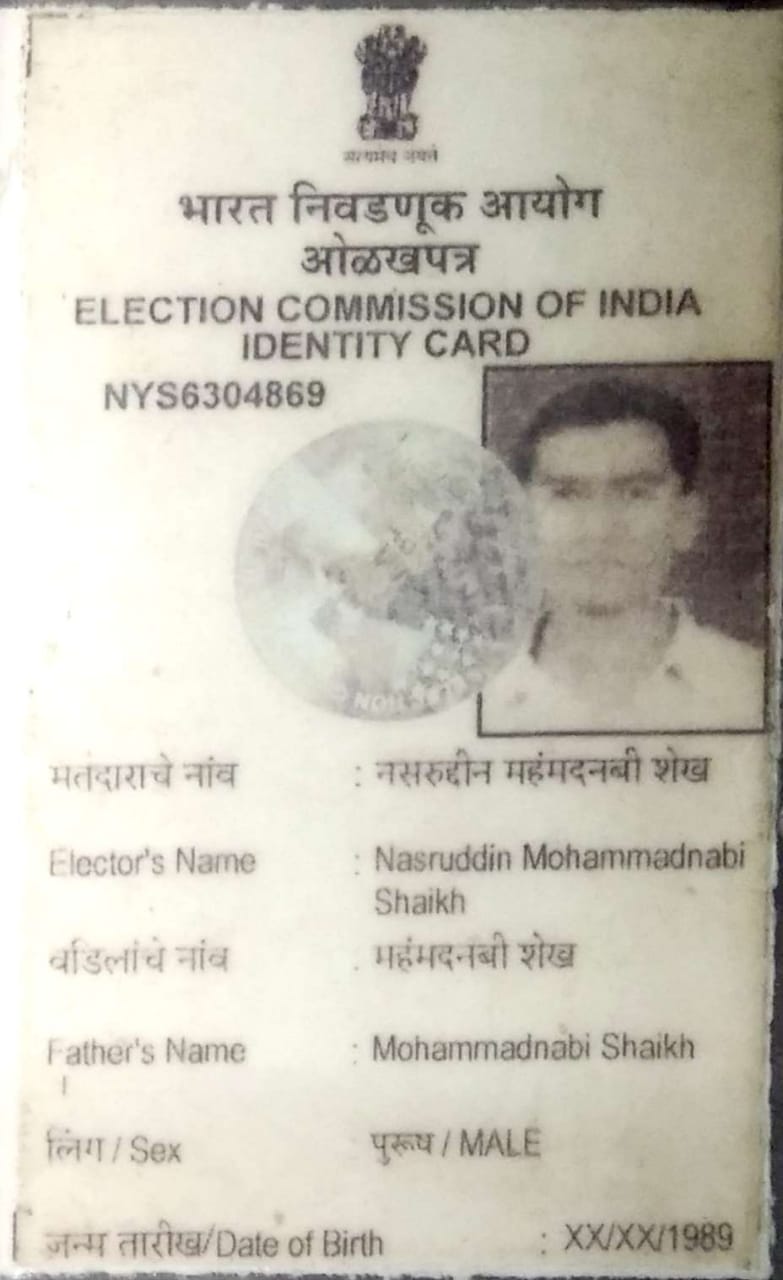 सत्यमेव जयते
भारत निवडणूक आयोग
ओळखपत्र
ELECTION COMMISSION OF INDIA
IDENTITY CARD
NYS6304869
मतदाराचे नांव : नसरुद्दीन महंमदनबी शेख
Elector's Name : Nasruddin Mohammadnabi
Shaikh
वडिलांचे नांव : महंमदनबी शेख
Father's Name : Mohammadnabi Shaikh
लिंग / Sex पुरूष / MALE
जन्म तारीख/Date of Birth : XX/XX/1989